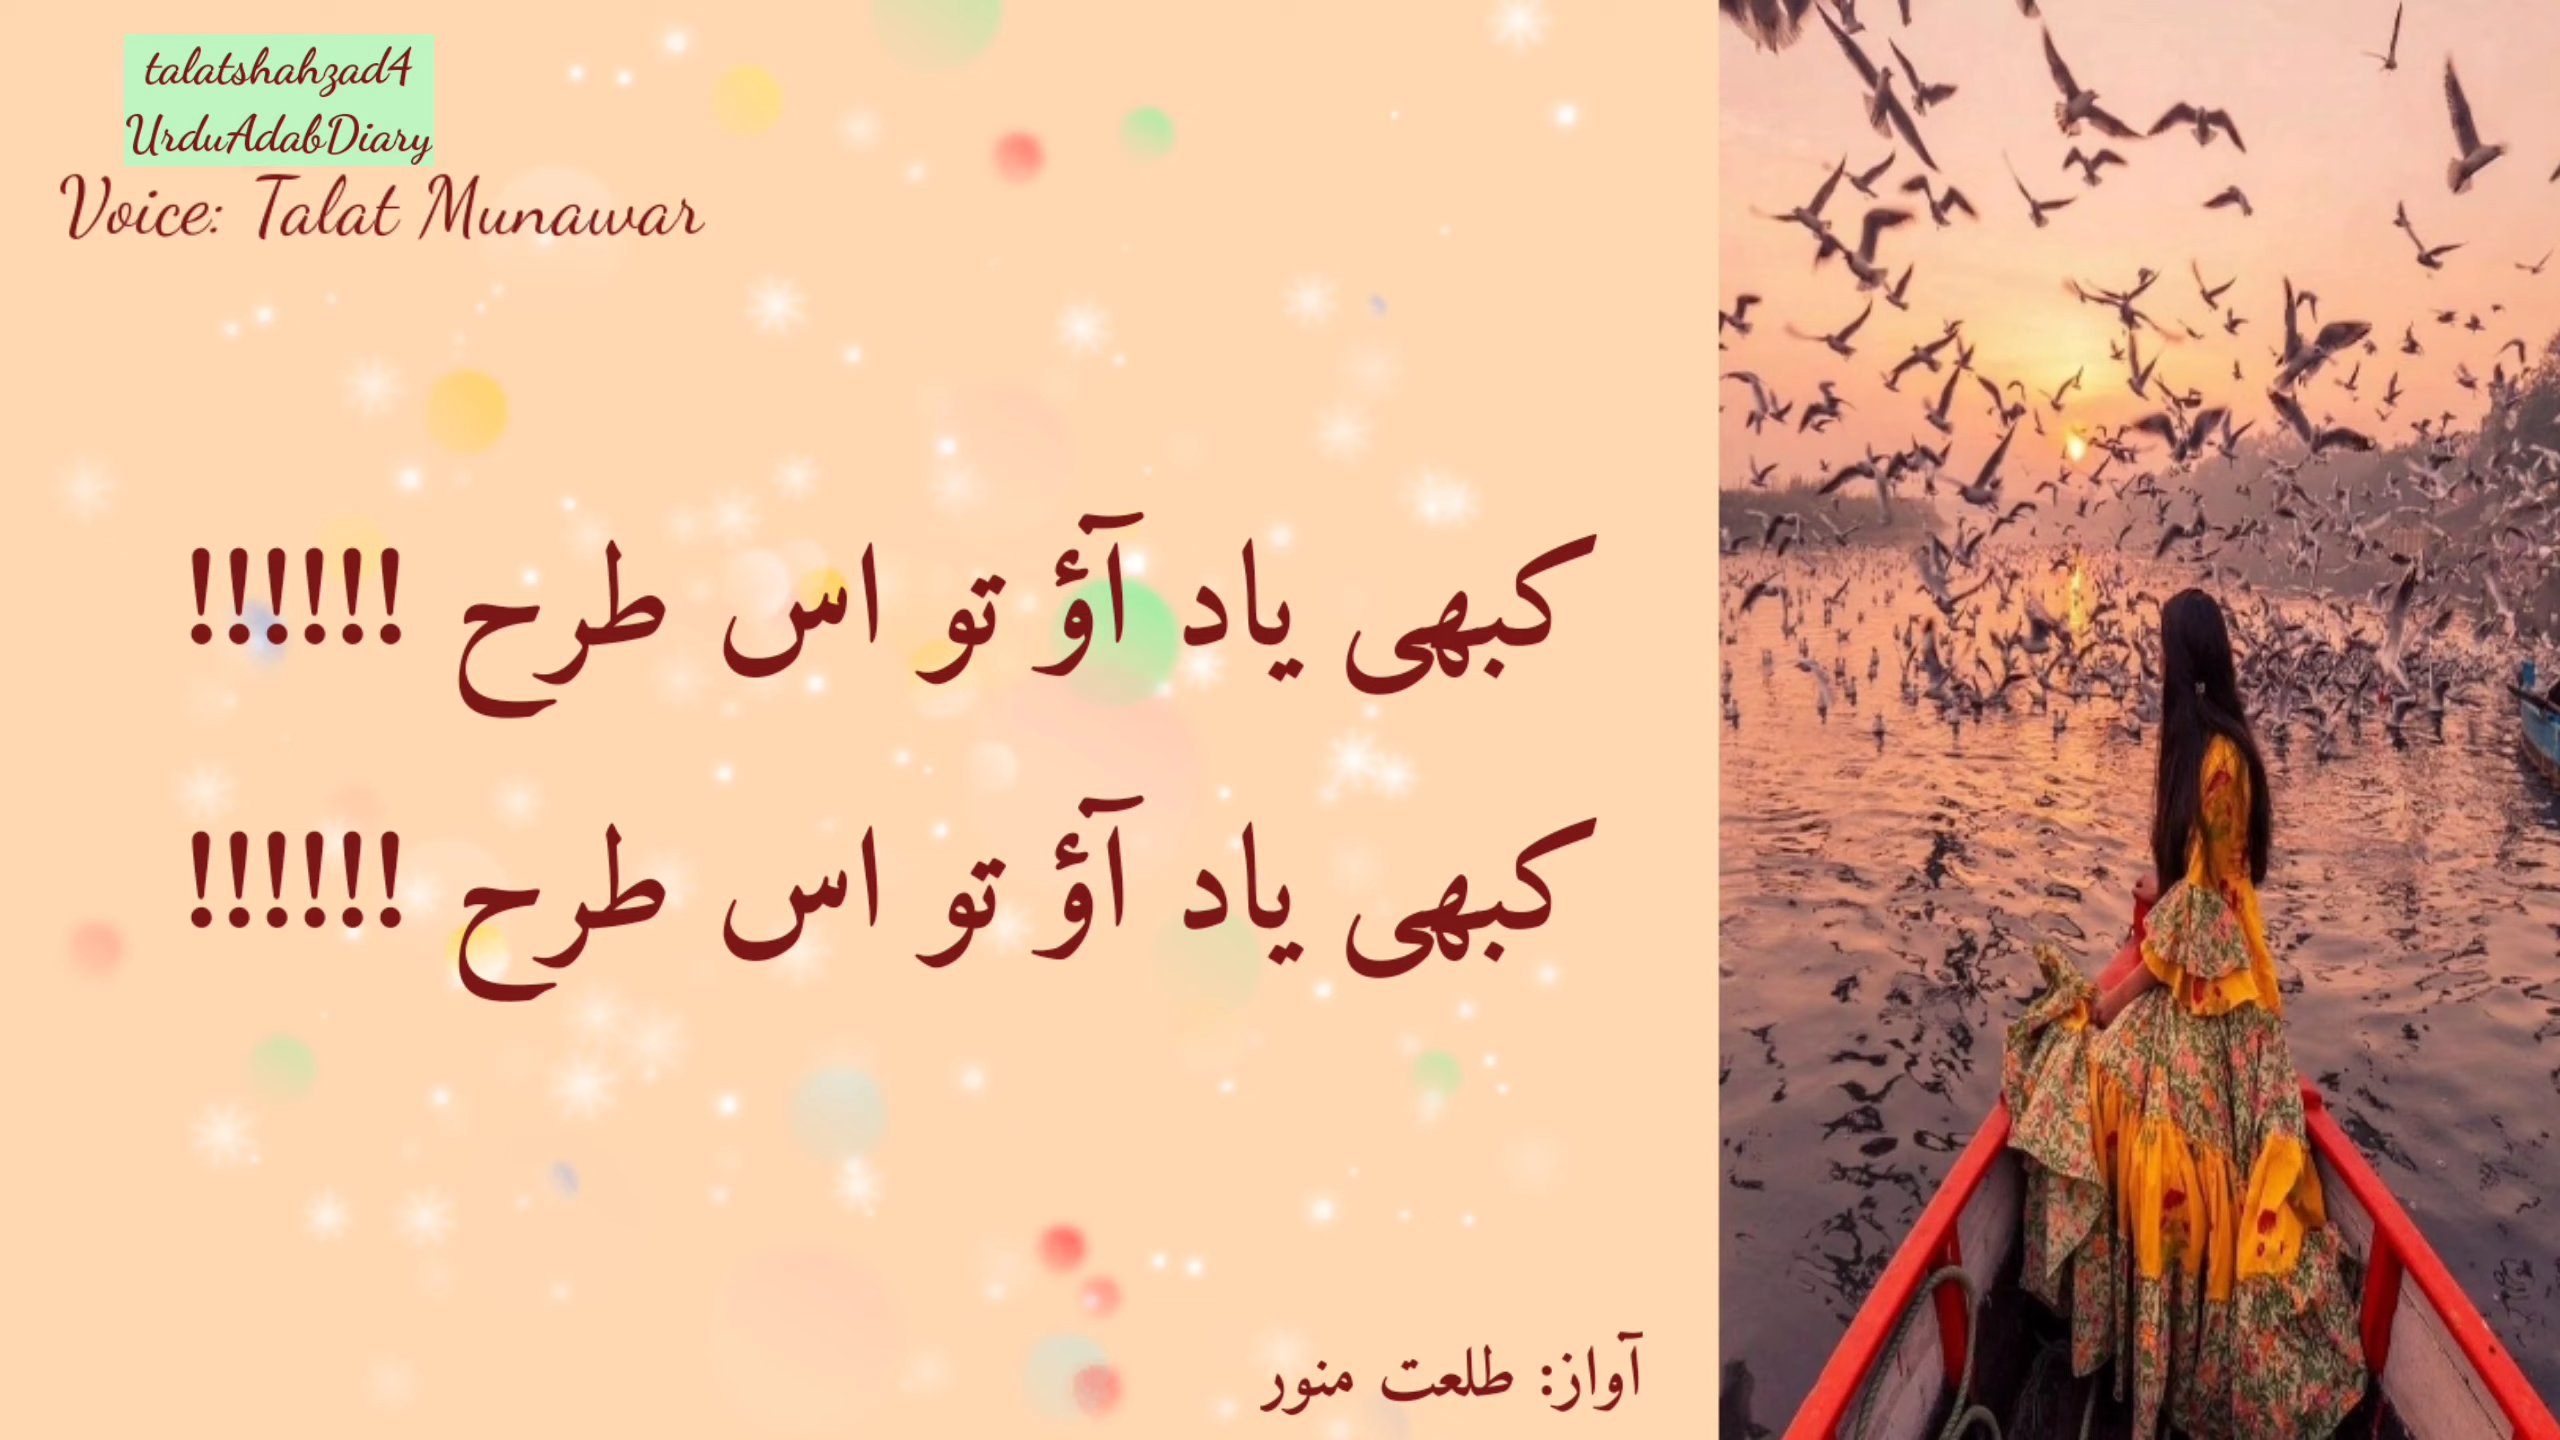 talatshahzad4
UrduAdabDiary
Voice: Talat Munawar
کبھی یاد آؤ تو اس طرح !!!!!!
کبھی یاد آؤ تو اس طرح !!!!!!
آواز: طلعت منور